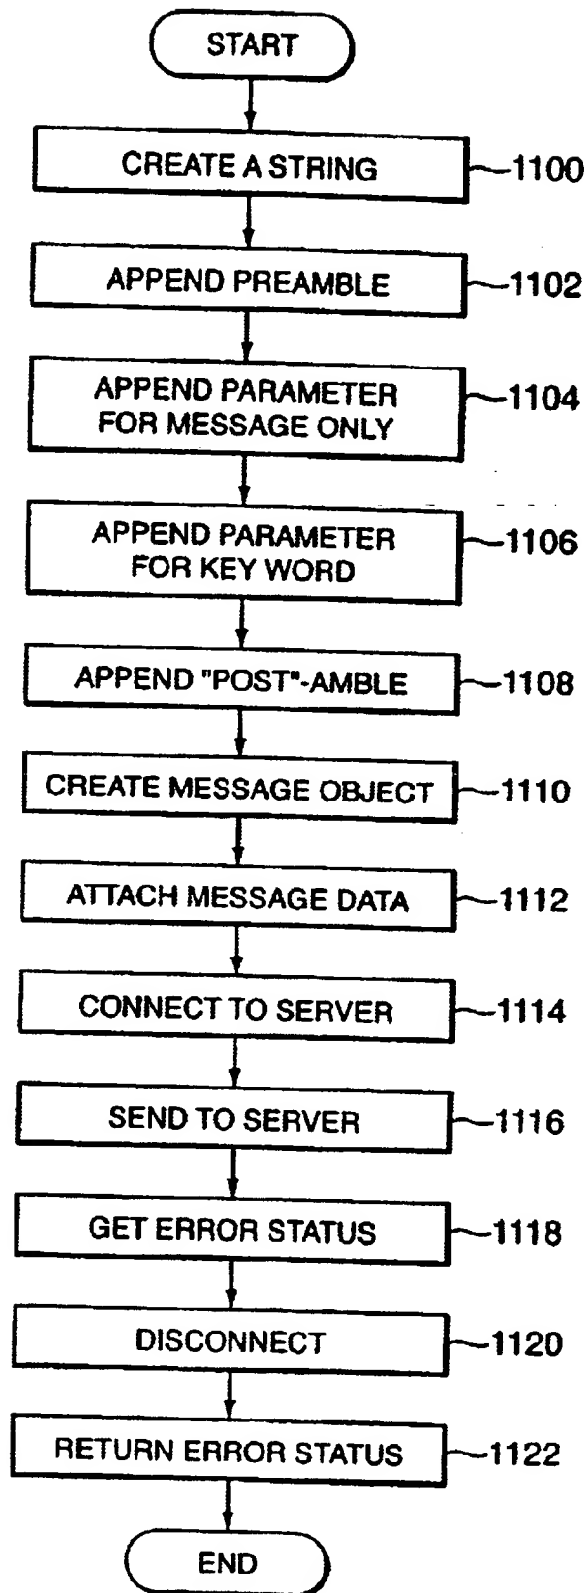 START
CREATE A STRING 1100
APPEND PREAMBLE 1102
APPEND PARAMETER 1104
FOR MESSAGE ONLY
APPEND PARAMETER 1106
FOR KEY WORD
APPEND "POST"-AMBLE 1108
CREATE MESSAGE OBJECT 1110
ATTACH MESSAGE DATA 1112
CONNECT TO SERVER 1114
SEND TO SERVER 1116
GET ERROR STATUS 1118
DISCONNECT 1120
RETURN ERROR STATUS 1122
END